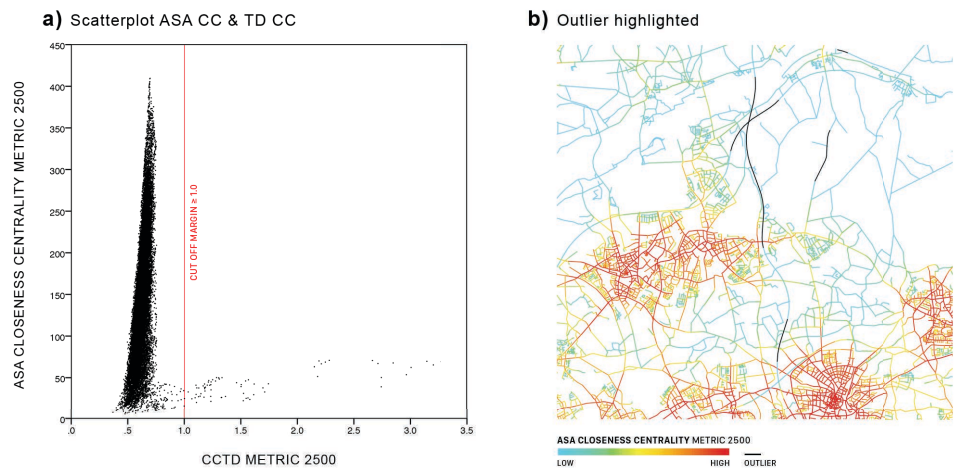 a) Scatterplot ASA CC & TD CC
ASA CLOSENESS CENTRALITY METRIC 2500
450
400
350
300
250
200
150
100
50
0
CUT OFF MARGIN ≥ 1.0
.0
.5
1.0
1.5
2.0
2.5
3.0
3.5
CCTD METRIC 2500
b) Outlier highlighted
ASA CLOSENESS CENTRALITY METRIC 2500
LOW
HIGH
OUTLIER